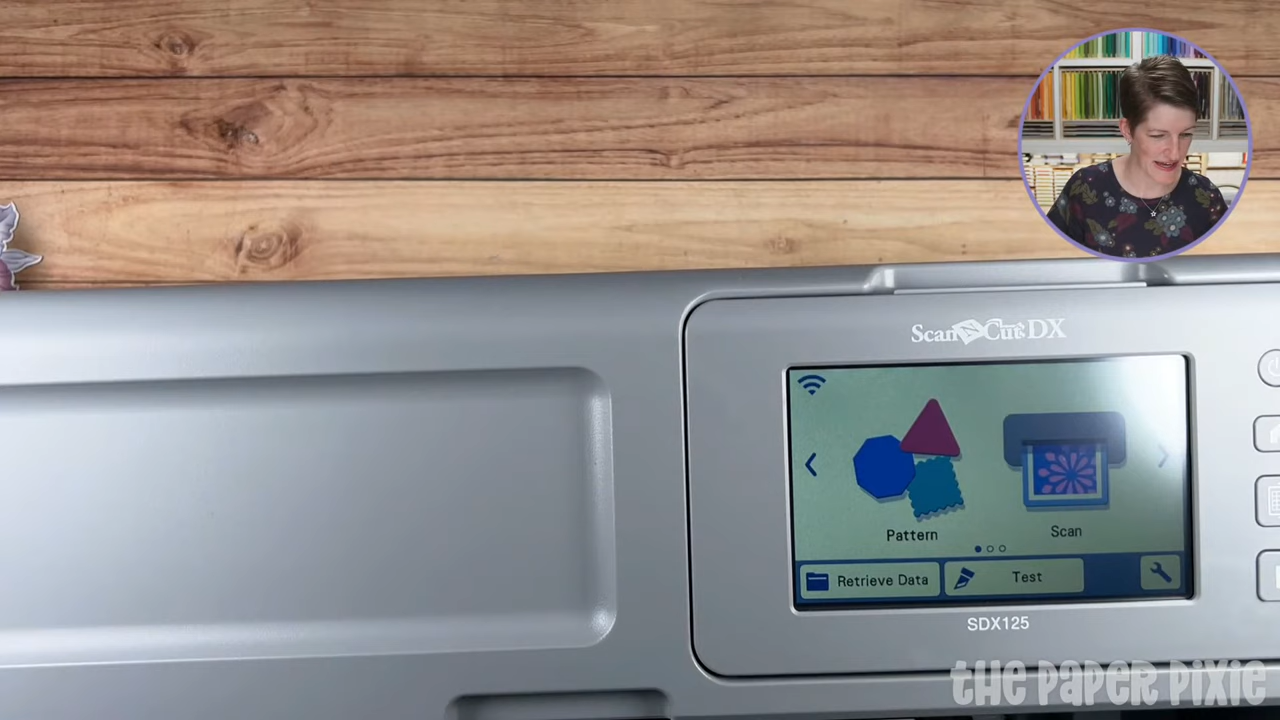 ScanNCut DX
Pattern
Scan
Retrieve Data
Test
SDX125
the paper pixie